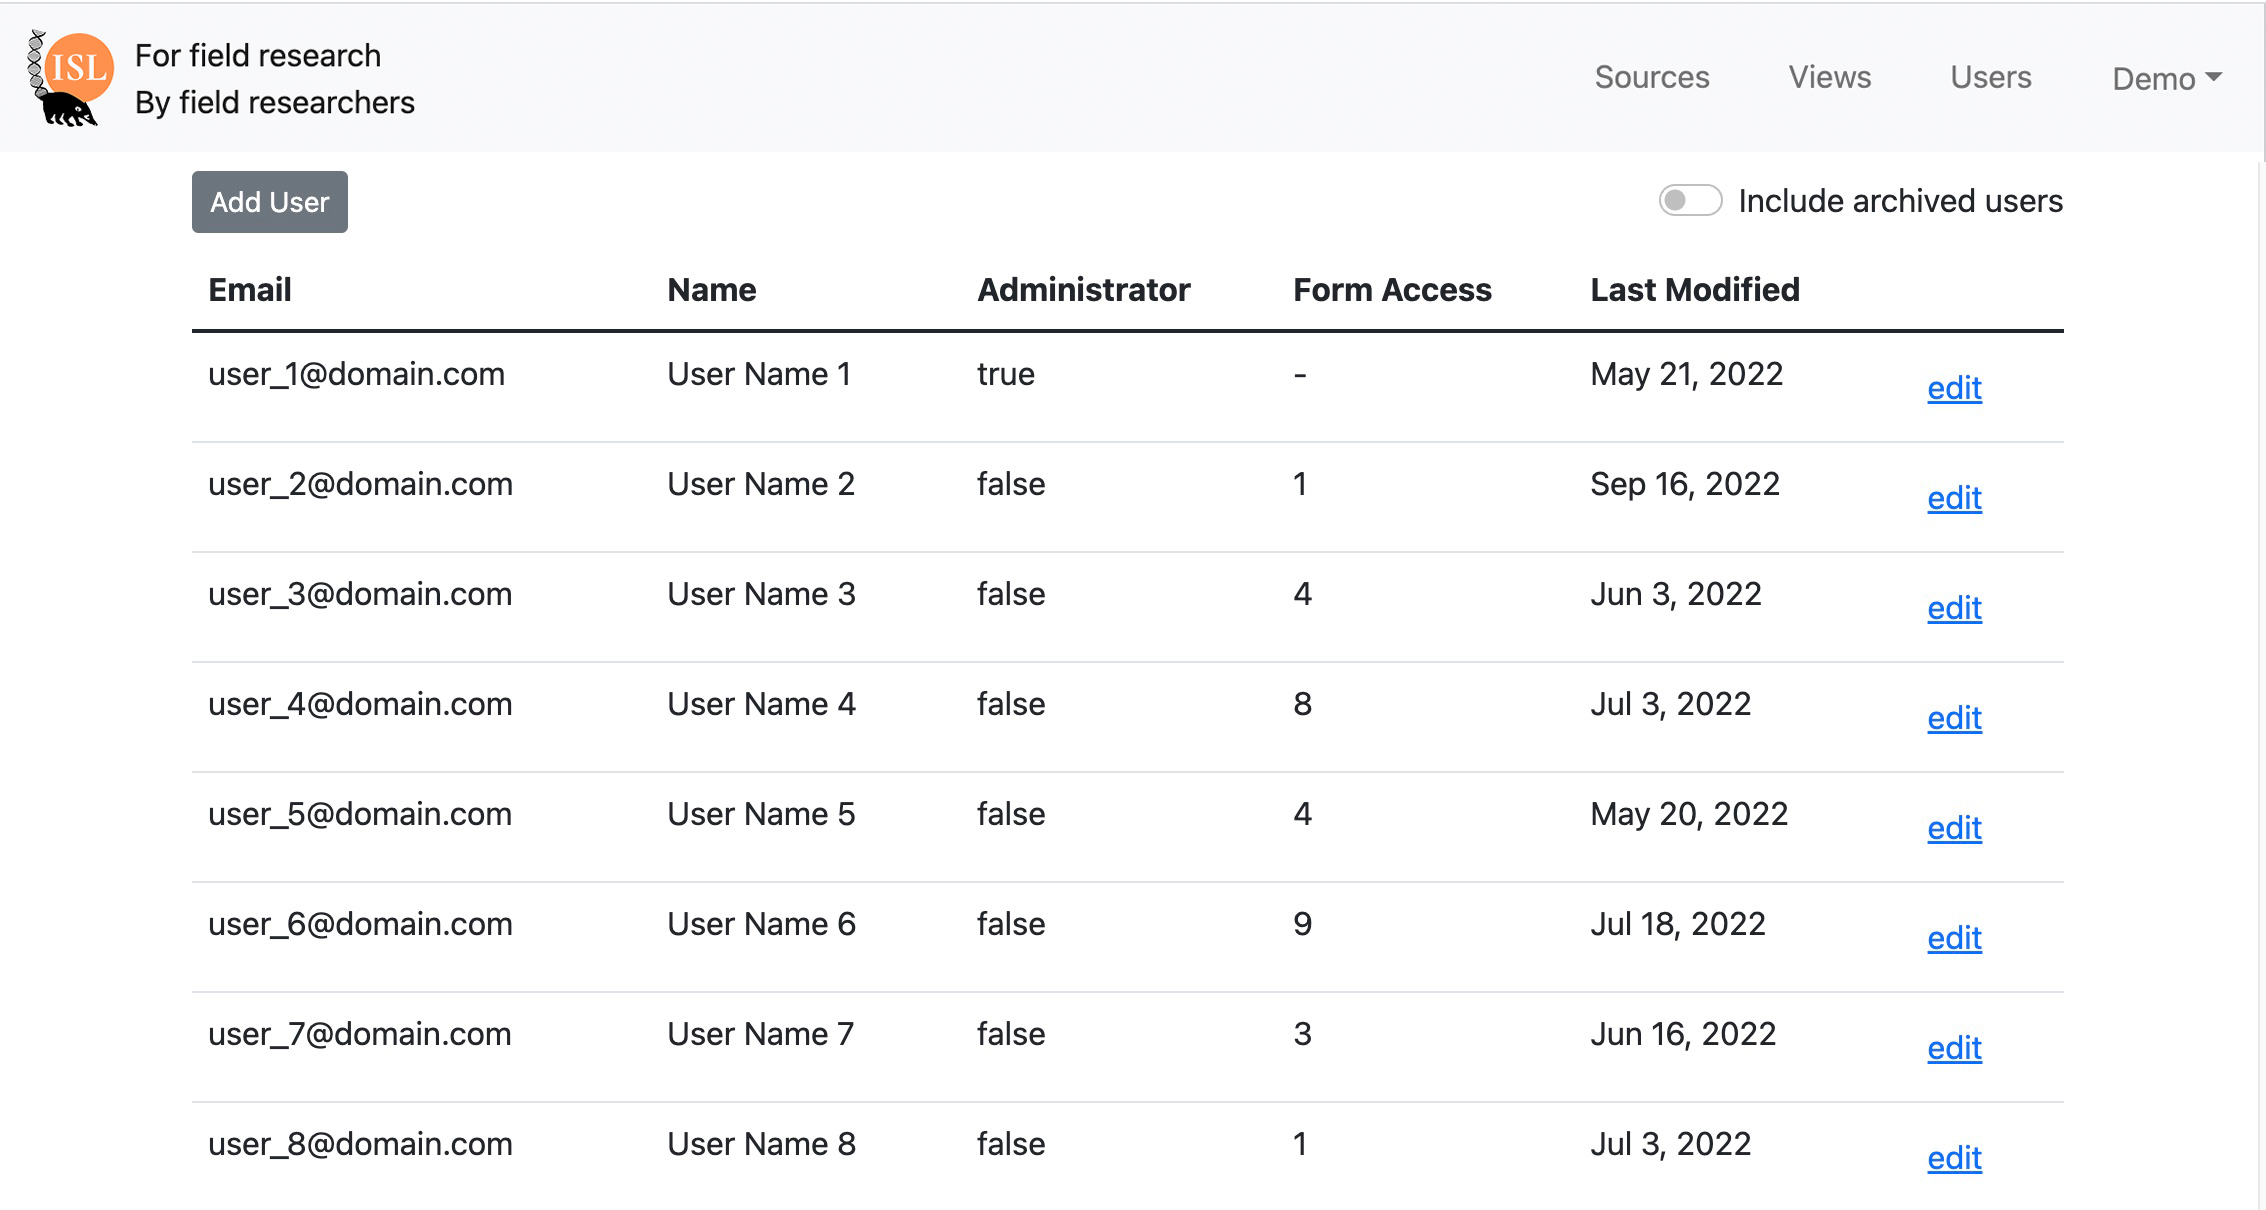 ISL
For field research
By field researchers
Sources Views Users Demo
Add User
Include archived users
Email Name Administrator Form Access Last Modified
user_1@domain.com User Name 1 true - May 21, 2022 edit
user_2@domain.com User Name 2 false 1 Sep 16, 2022 edit
user_3@domain.com User Name 3 false 4 Jun 3, 2022 edit
user_4@domain.com User Name 4 false 8 Jul 3, 2022 edit
user_5@domain.com User Name 5 false 4 May 20, 2022 edit
user_6@domain.com User Name 6 false 9 Jul 18, 2022 edit
user_7@domain.com User Name 7 false 3 Jun 16, 2022 edit
user_8@domain.com User Name 8 false 1 Jul 3, 2022 edit